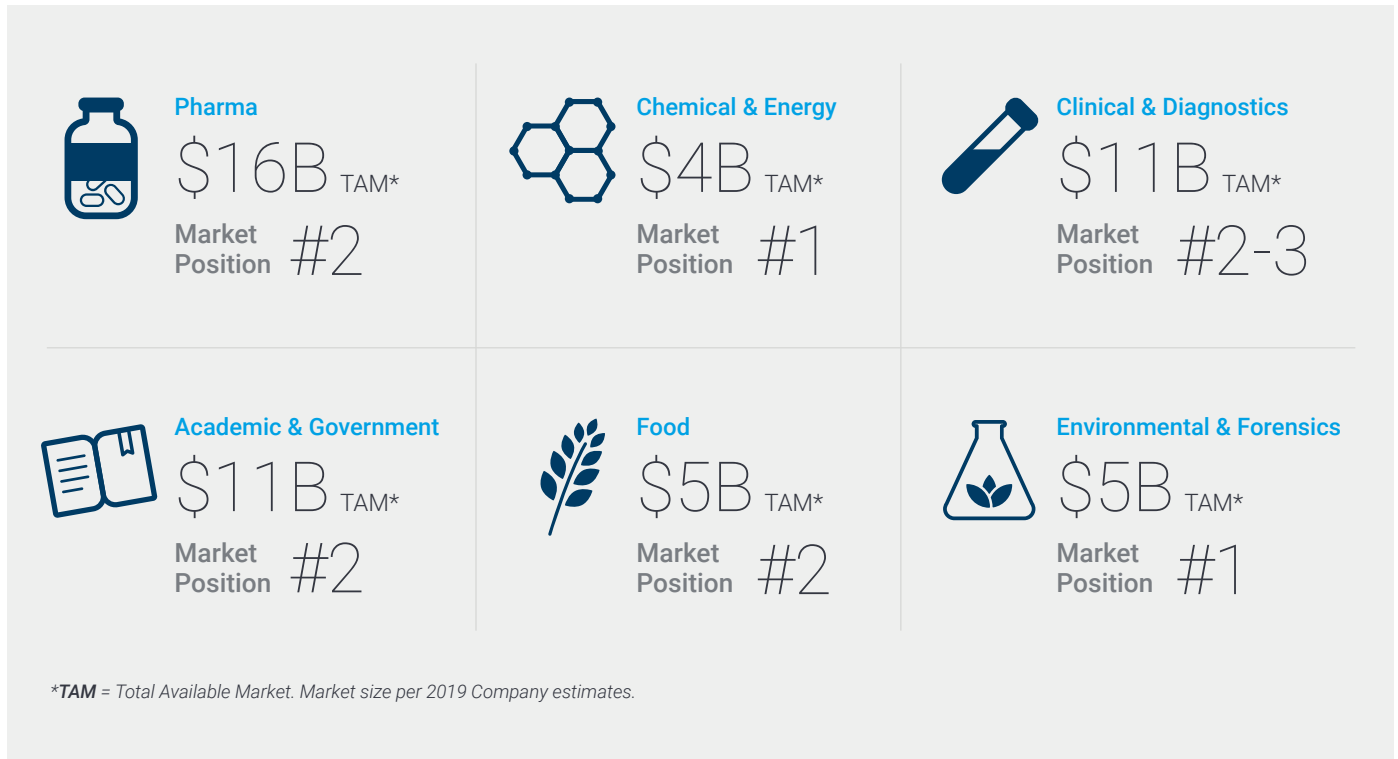 Pharma
$16B TAM*
Market
Position #2
Chemical & Energy
$4B TAM*
Market
Position #1
Clinical & Diagnostics
$11B TAM*
Market
Position #2-3
Academic & Government
$11B TAM*
Market
Position #2
Food
$5B TAM*
Market
Position #2
Environmental & Forensics
$5B TAM*
Market
Position #1
*TAM = Total Available Market. Market size per 2019 Company estimates.